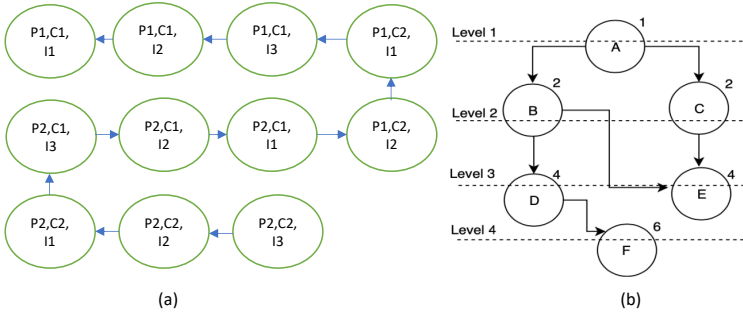 P1,C1,
I1
P1,C1,
I2
P1,C1,
I3
P1,C2,
I1
P2,C1,
I3
P2,C1,
I2
P2,C1,
I1
P1,C2,
I2
P2,C2,
I1
P2,C2,
I2
P2,C2,
I3
(a)
Level 1
1
A
2
B
2
C
Level 2
Level 3
4
D
4
E
Level 4
6
F
(b)